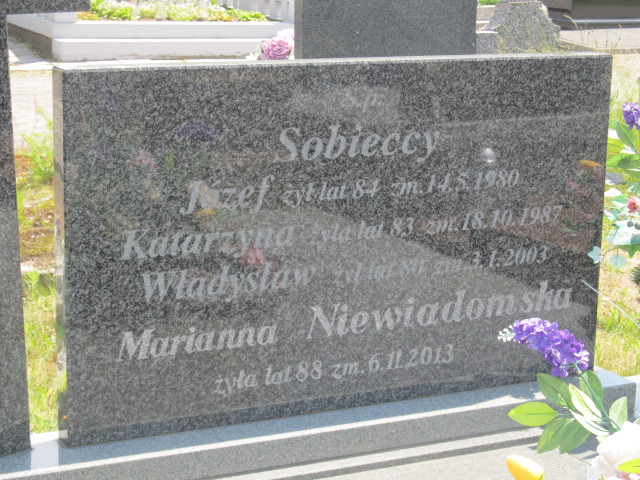 Ś.p.
Sobieccy
Józef żył lat 84 zm. 14.5.1980
Katarzyna żyła lat 83 zm. 18.10.1987
Władysław żył lat 80 zm. 3.1.2003
Marianna Niewiadomska
żyła lat 88 zm. 6.11.2013